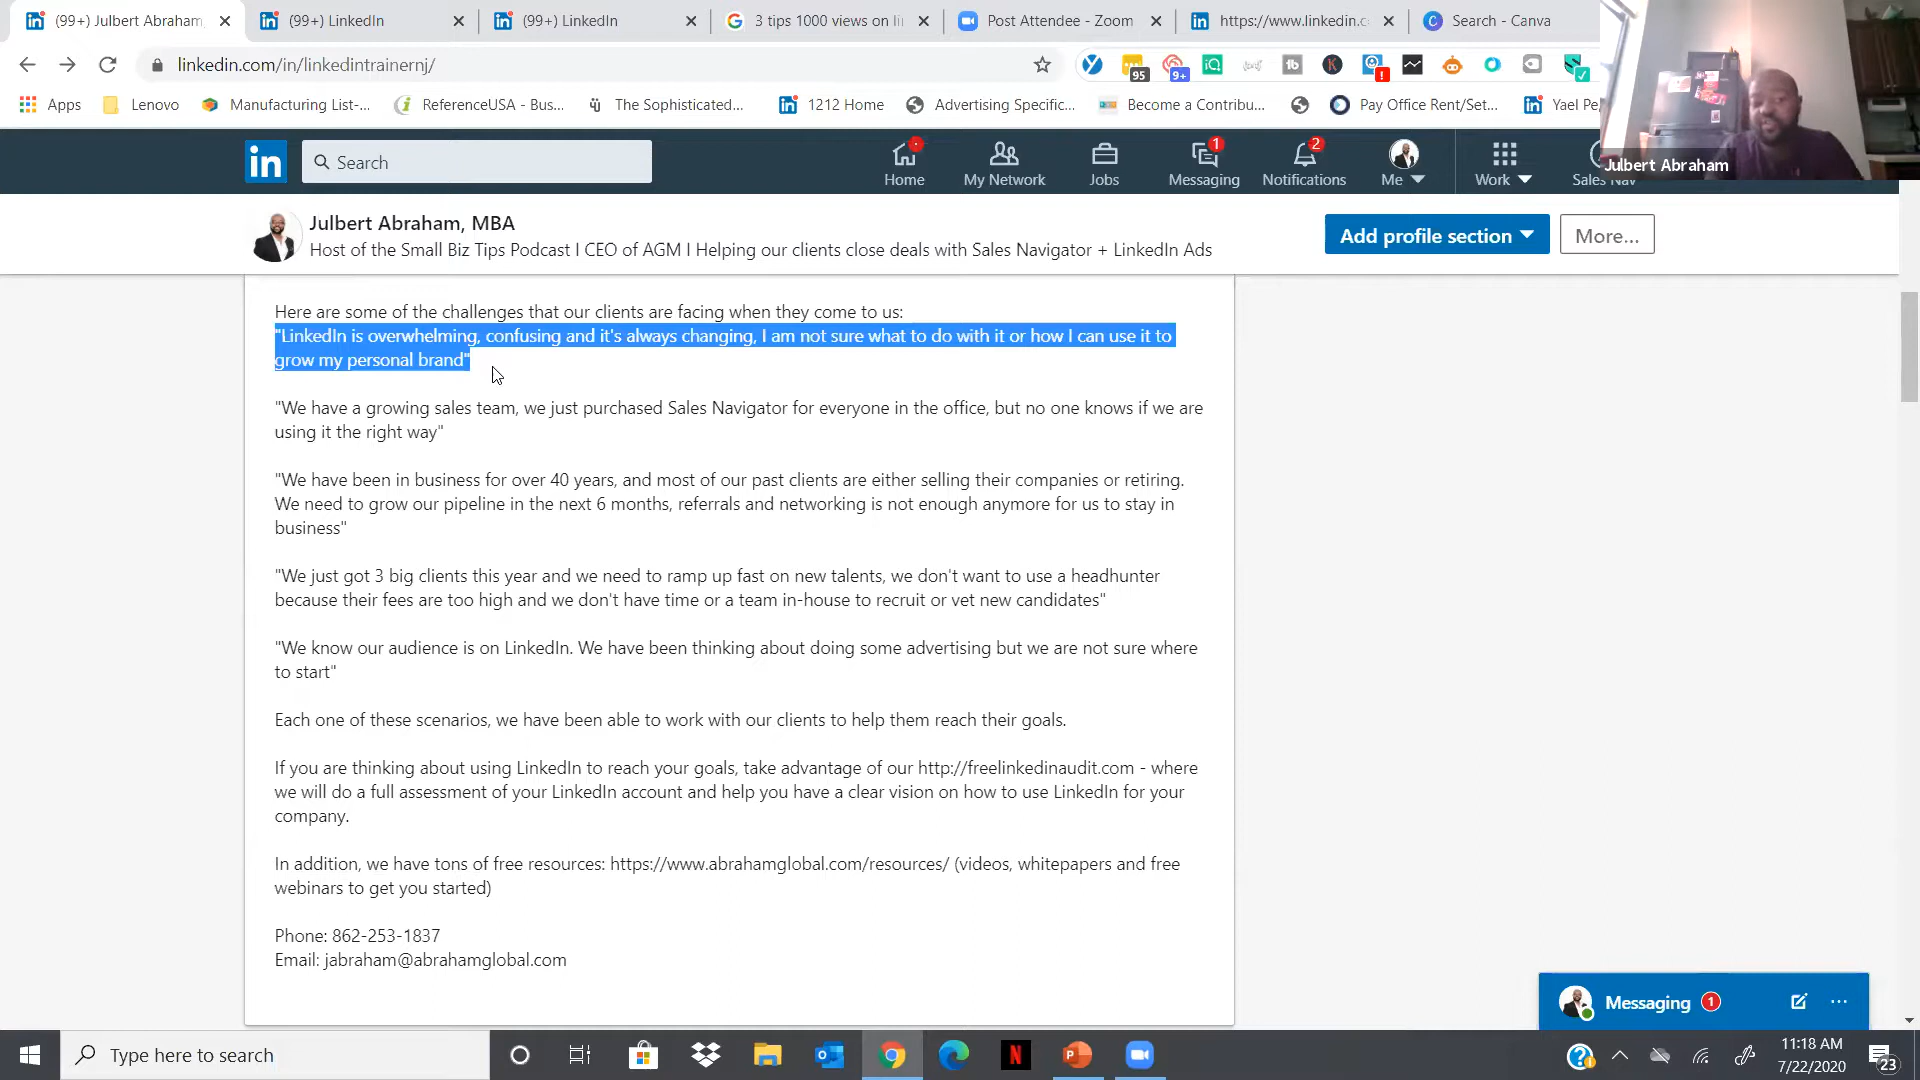 (99+) Julbert Abraham,
(99+) LinkedIn
(99+) LinkedIn
3 tips 1000 views on li
Post Attendee - Zoom
https://www.linkedin.c
Search - Canva
linkedin.com/in/linkedintrainernj/
95
9+
Apps
Lenovo
Manufacturing List-...
ReferenceUSA - Bus...
The Sophisticated...
1212 Home
Advertising Specific...
Become a Contribu...
Pay Office Rent/Set...
Yael Pe
in
Search
Home
My Network
Jobs
1
Messaging
2
Notifications
Me
Work
Sales Nav
Julbert Abraham
Julbert Abraham, MBA
Host of the Small Biz Tips Podcast I CEO of AGM I Helping our clients close deals with Sales Navigator + LinkedIn Ads
Add profile section
More...
Here are some of the challenges that our clients are facing when they come to us:
"LinkedIn is overwhelming, confusing and it's always changing, I am not sure what to do with it or how I can use it to
grow my personal brand"
"We have a growing sales team, we just purchased Sales Navigator for everyone in the office, but no one knows if we are
using it the right way"
"We have been in business for over 40 years, and most of our past clients are either selling their companies or retiring.
We need to grow our pipeline in the next 6 months, referrals and networking is not enough anymore for us to stay in
business"
"We just got 3 big clients this year and we need to ramp up fast on new talents, we don't want to use a headhunter
because their fees are too high and we don't have time or a team in-house to recruit or vet new candidates"
"We know our audience is on LinkedIn. We have been thinking about doing some advertising but we are not sure where
to start"
Each one of these scenarios, we have been able to work with our clients to help them reach their goals.
If you are thinking about using LinkedIn to reach your goals, take advantage of our http://freelinkedinaudit.com - where
we will do a full assessment of your LinkedIn account and help you have a clear vision on how to use LinkedIn for your
company.
In addition, we have tons of free resources: https://www.abrahamglobal.com/resources/ (videos, whitepapers and free
webinars to get you started)
Phone: 862-253-1837
Email: jabraham@abrahamglobal.com
Messaging 1
Type here to search
11:18 AM
7/22/2020
23